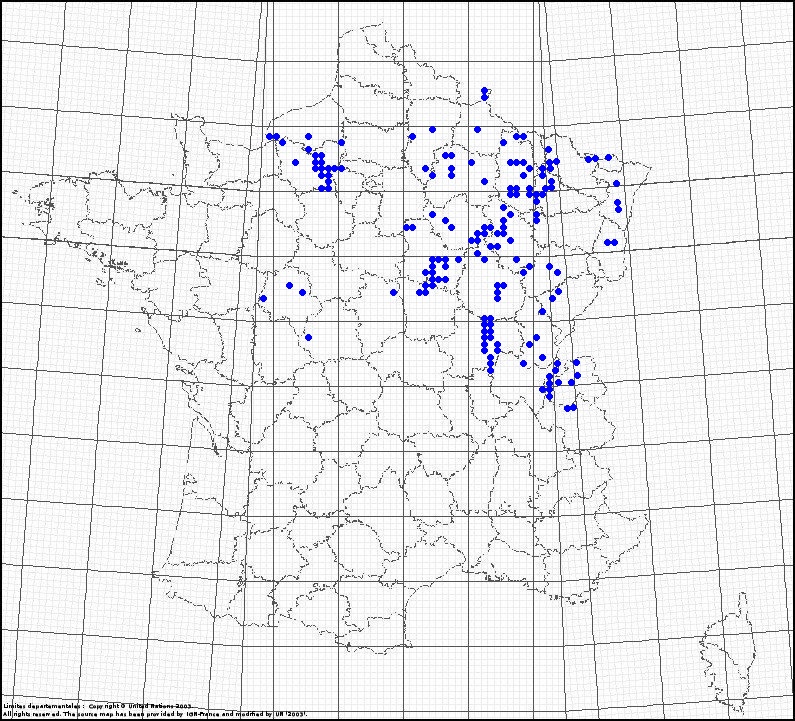 Limites departementales : Copyright © United Nations 2003
All rights reserved. The source map has been provided by IGN-France and modified by UN '2003'.